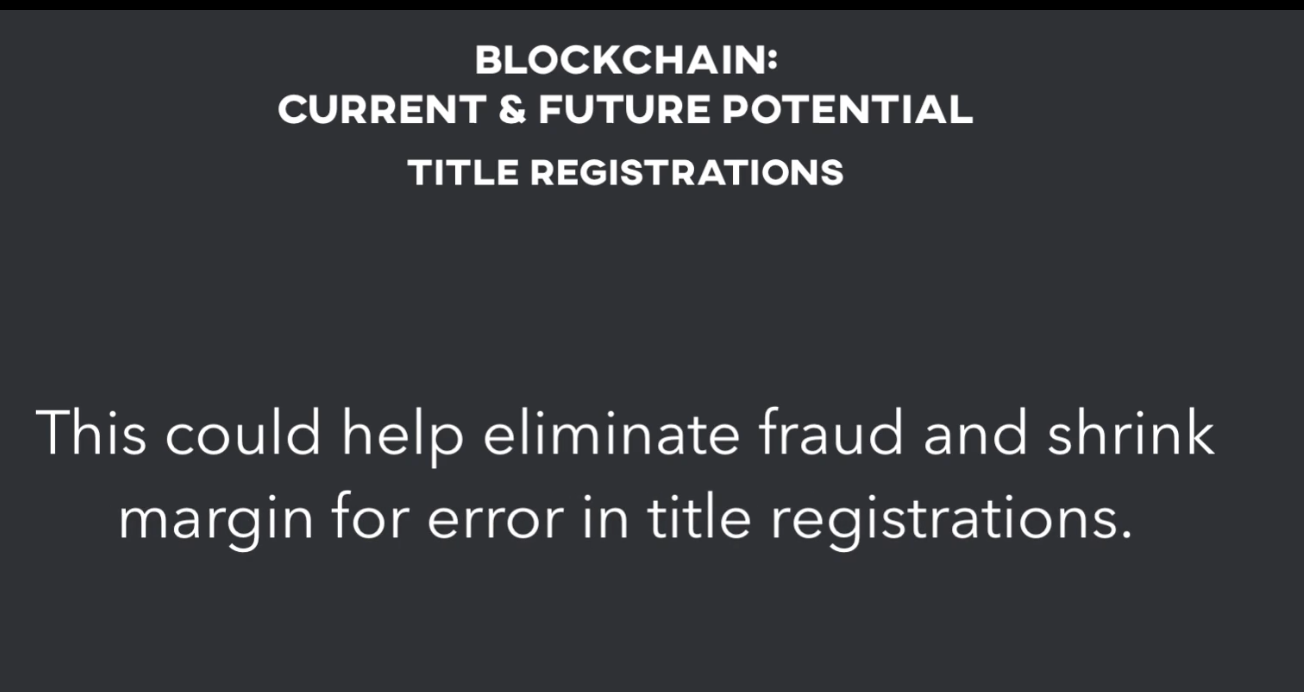 BLOCKCHAIN:
CURRENT & FUTURE POTENTIAL
TITLE REGISTRATIONS
This could help eliminate fraud and shrink
margin for error in title registrations.